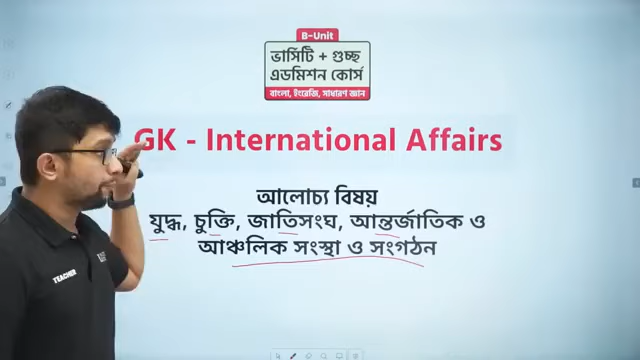 B-Unit
ভার্সিটি + গুচ্ছ
এডমিশন কোর্স
বাংলা, ইংরেজি, সাধারণ জ্ঞান
GK - International Affairs
আলোচ্য বিষয়
যুদ্ধ, চুক্তি, জাতিসংঘ, আন্তর্জাতিক ও
আঞ্চলিক সংস্থা ও সংগঠন
TEACHER